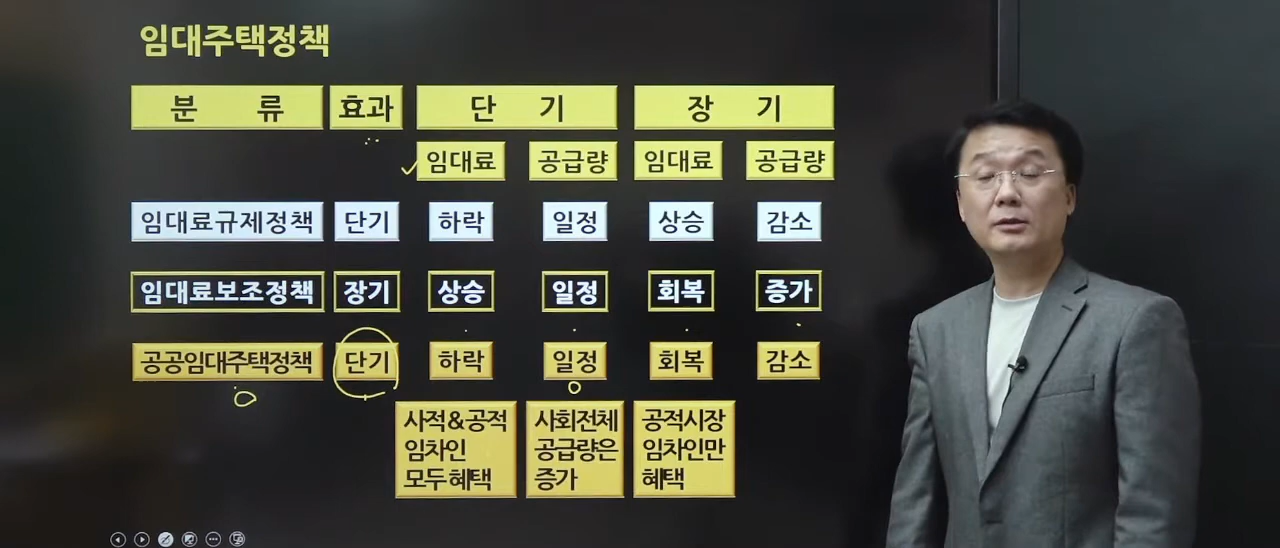 임대주택정책
분 류 효과 단 기 장 기
임대료 공급량 임대료 공급량
임대료규제정책 단기 하락 일정 상승 감소
임대료보조정책 장기 상승 일정 회복 증가
공공임대주택정책 단기 하락 일정 회복 감소
사적&공적
임차인
모두 혜택
사회전체
공급량은
증가
공적시장
임차인만
혜택